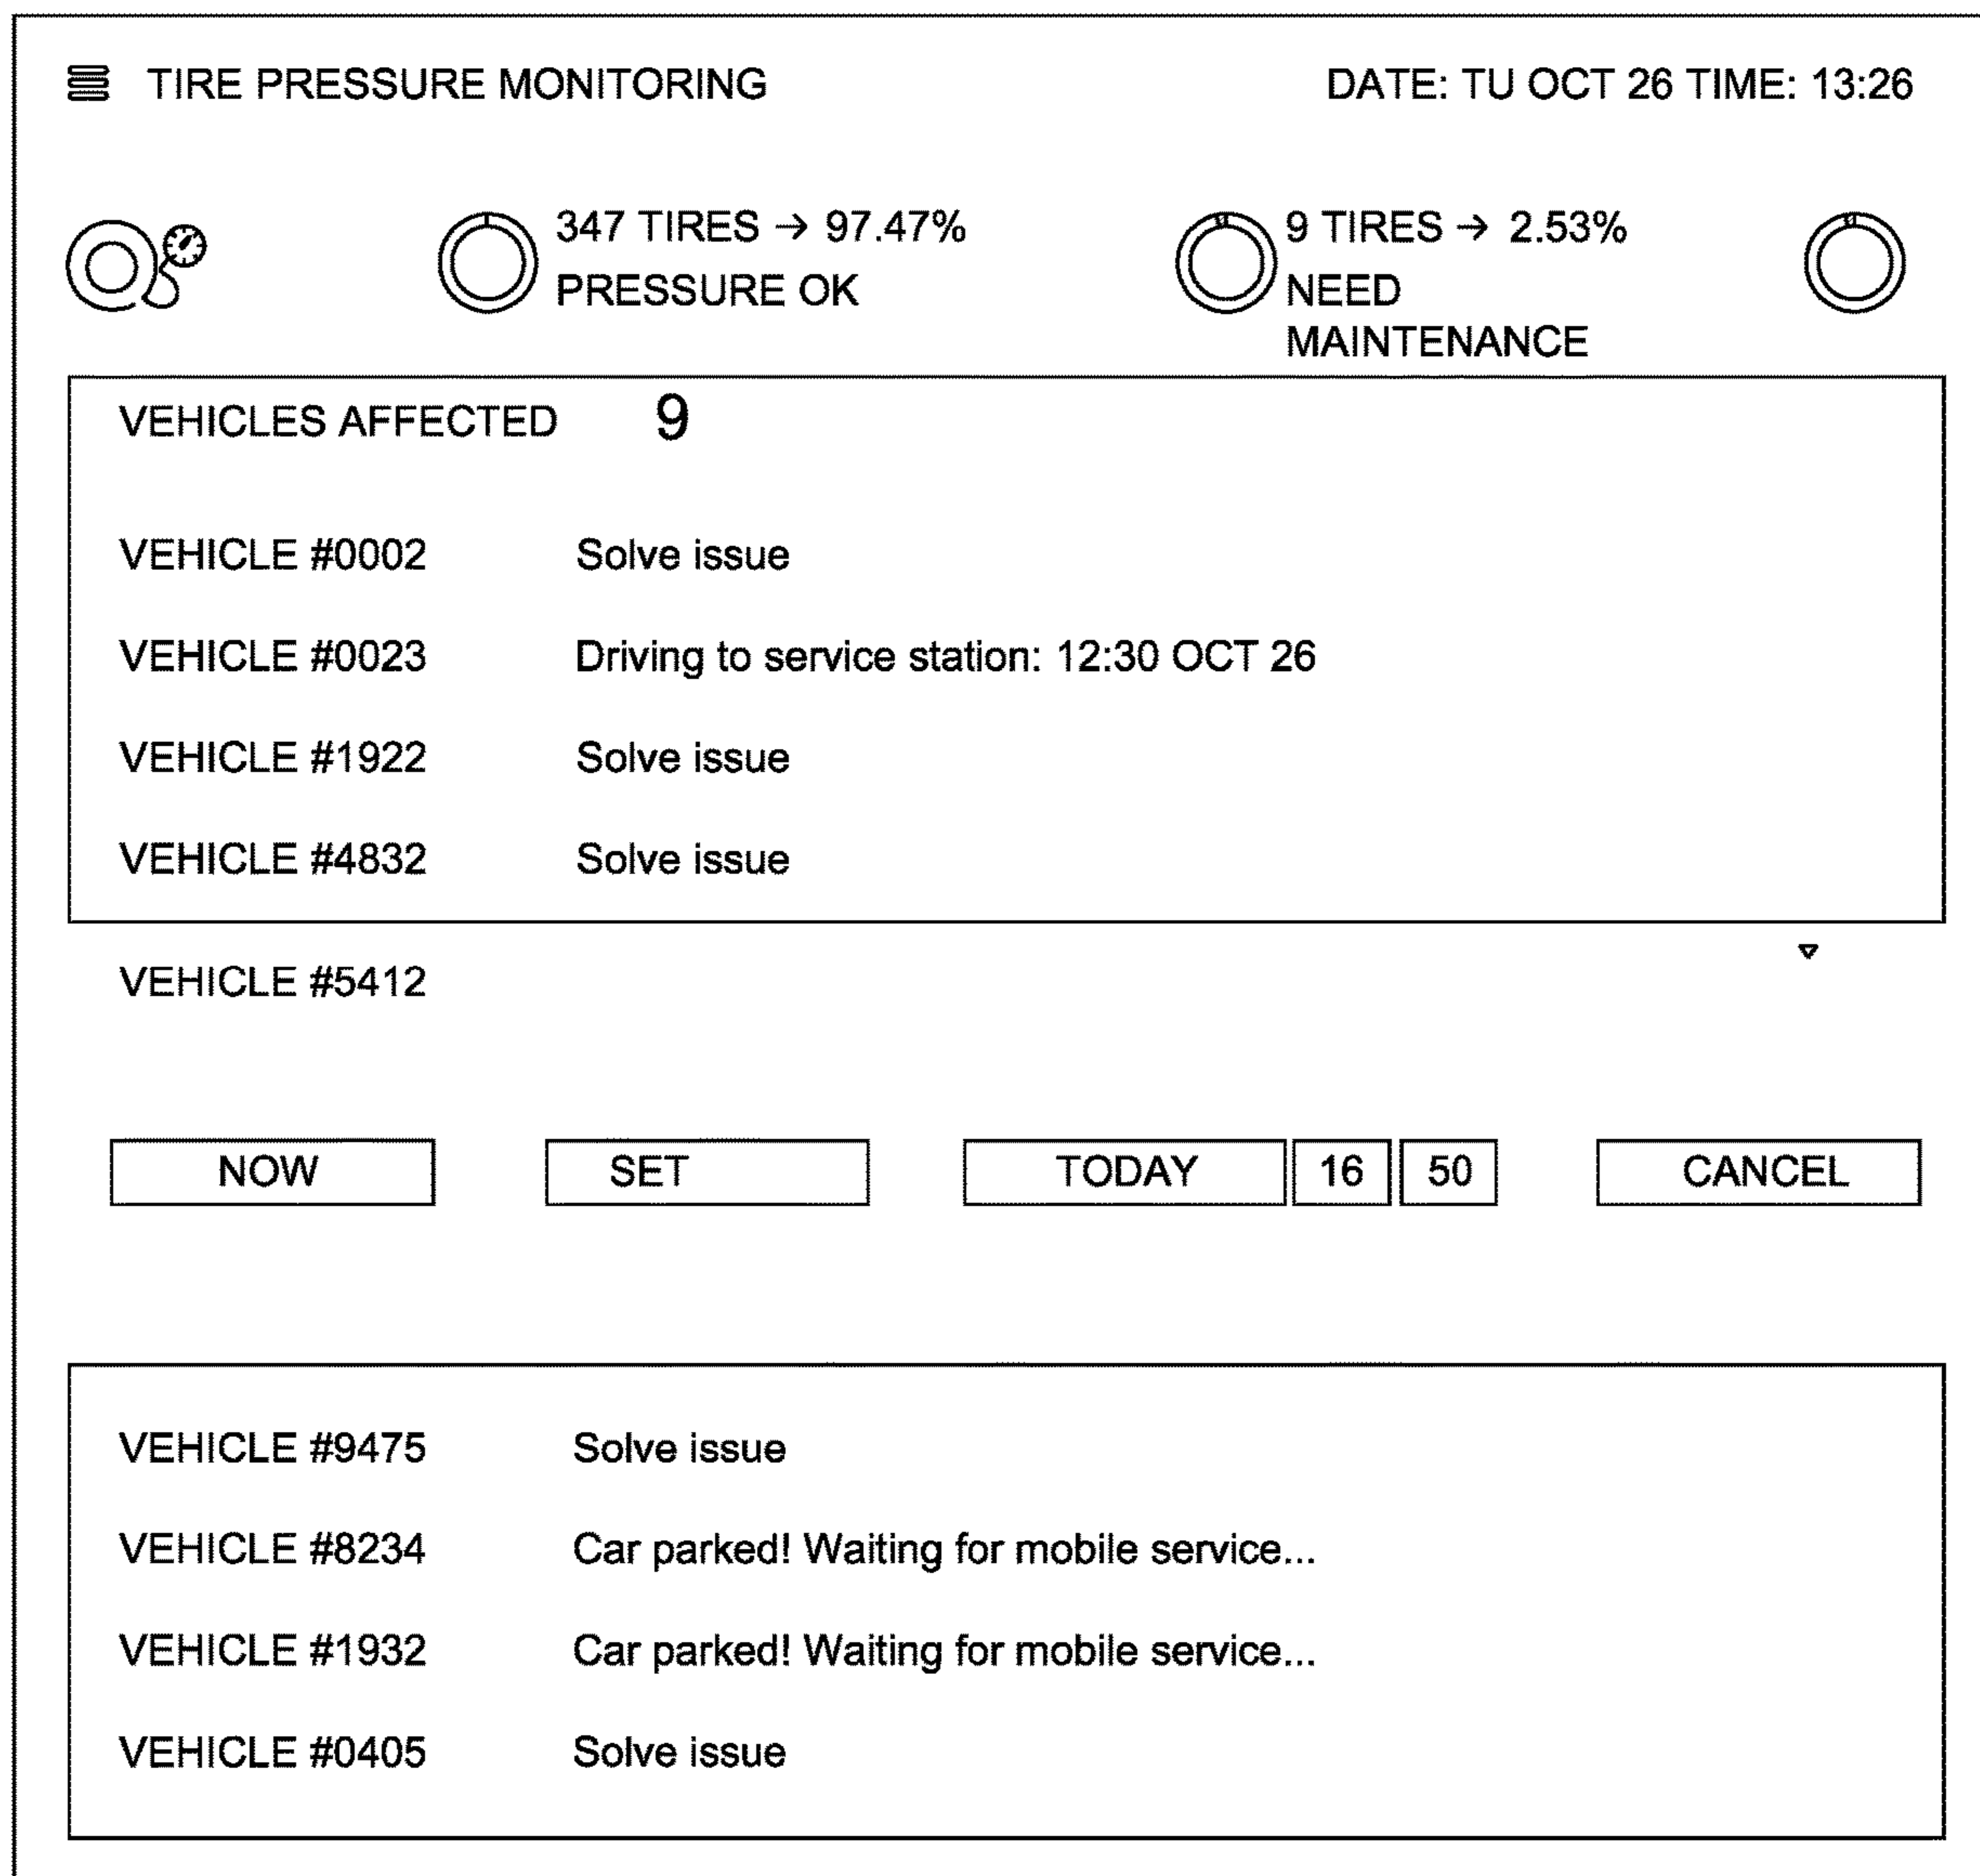 TIRE PRESSURE MONITORING DATE: TU OCT 26 TIME: 13:26
347 TIRES → 97.47% 9 TIRES → 2.53%
PRESSURE OK NEED
MAINTENANCE
VEHICLES AFFECTED 9
VEHICLE #0002 Solve issue
VEHICLE #0023 Driving to service station: 12:30 OCT 26
VEHICLE #1922 Solve issue
VEHICLE #4832 Solve issue
VEHICLE #5412
NOW SET TODAY 16 50 CANCEL
VEHICLE #9475 Solve issue
VEHICLE #8234 Car parked! Waiting for mobile service...
VEHICLE #1932 Car parked! Waiting for mobile service...
VEHICLE #0405 Solve issue